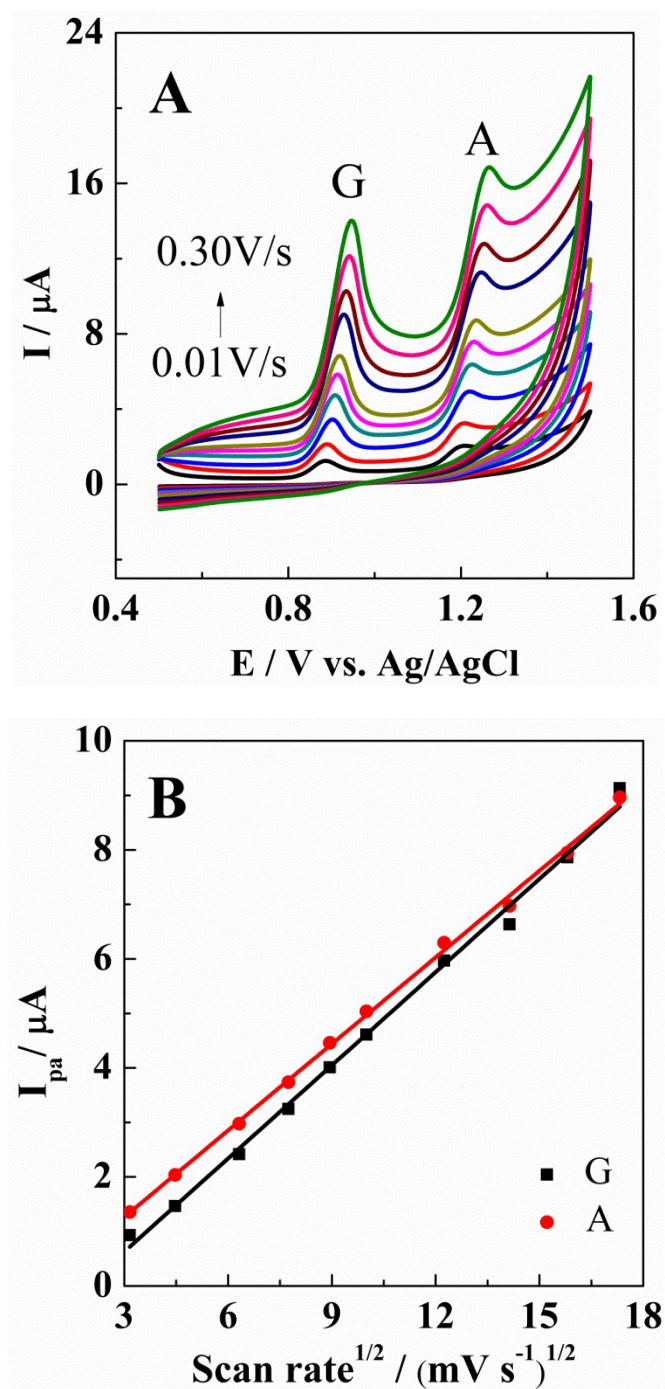 24
A
A
G
16
0.30V/s
I / µA
8
0.01V/s
0
0.4
0.8
1.2
1.6
E / V vs. Ag/AgCl
10
B
8
6
I_pa / µA
4
G
2
A
0
3
6
9
12
15
18
Scan rate^1/2 / (mV s^-1)^1/2